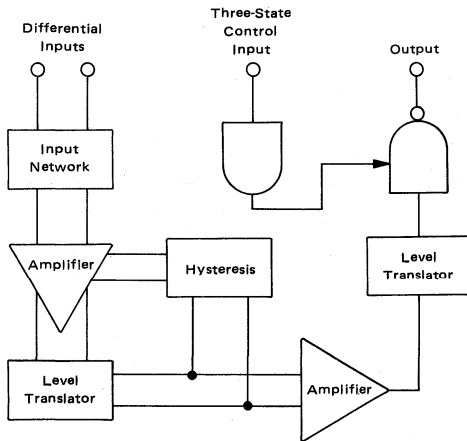 Differential
Inputs
Three-State
Control
Input
Output
Input
Network
Amplifier
Hysteresis
Level
Translator
Level
Translator
Amplifier